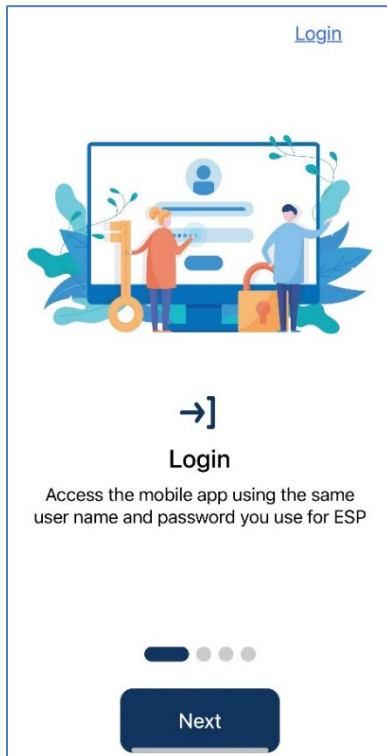 Login
Login
Access the mobile app using the same
user name and password you use for ESP
Next